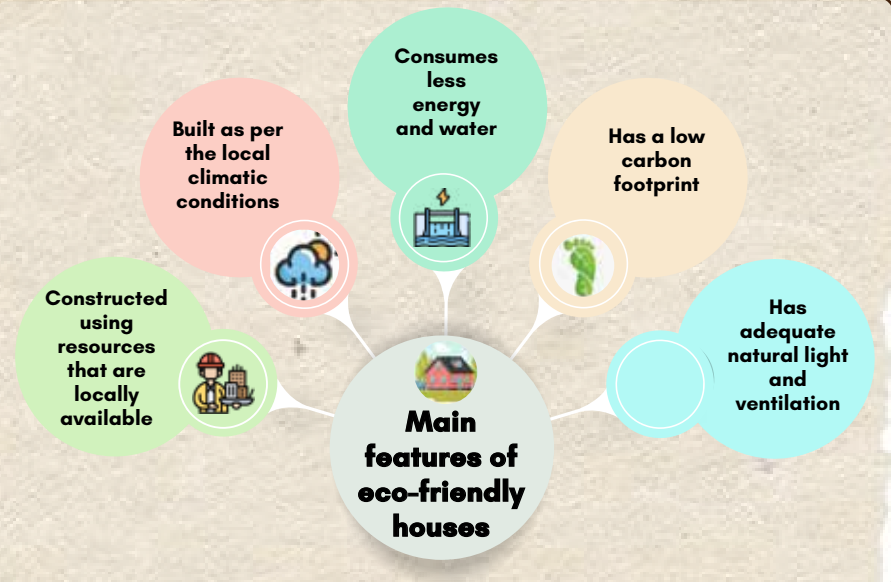 Constructed
using
resources
that are
locally
available
Built as per
the local
climatic
conditions
Consumes
less
energy
and water
Has a low
carbon
footprint
Has
adequate
natural light
and
ventilation
Main
features of
eco-friendly
houses